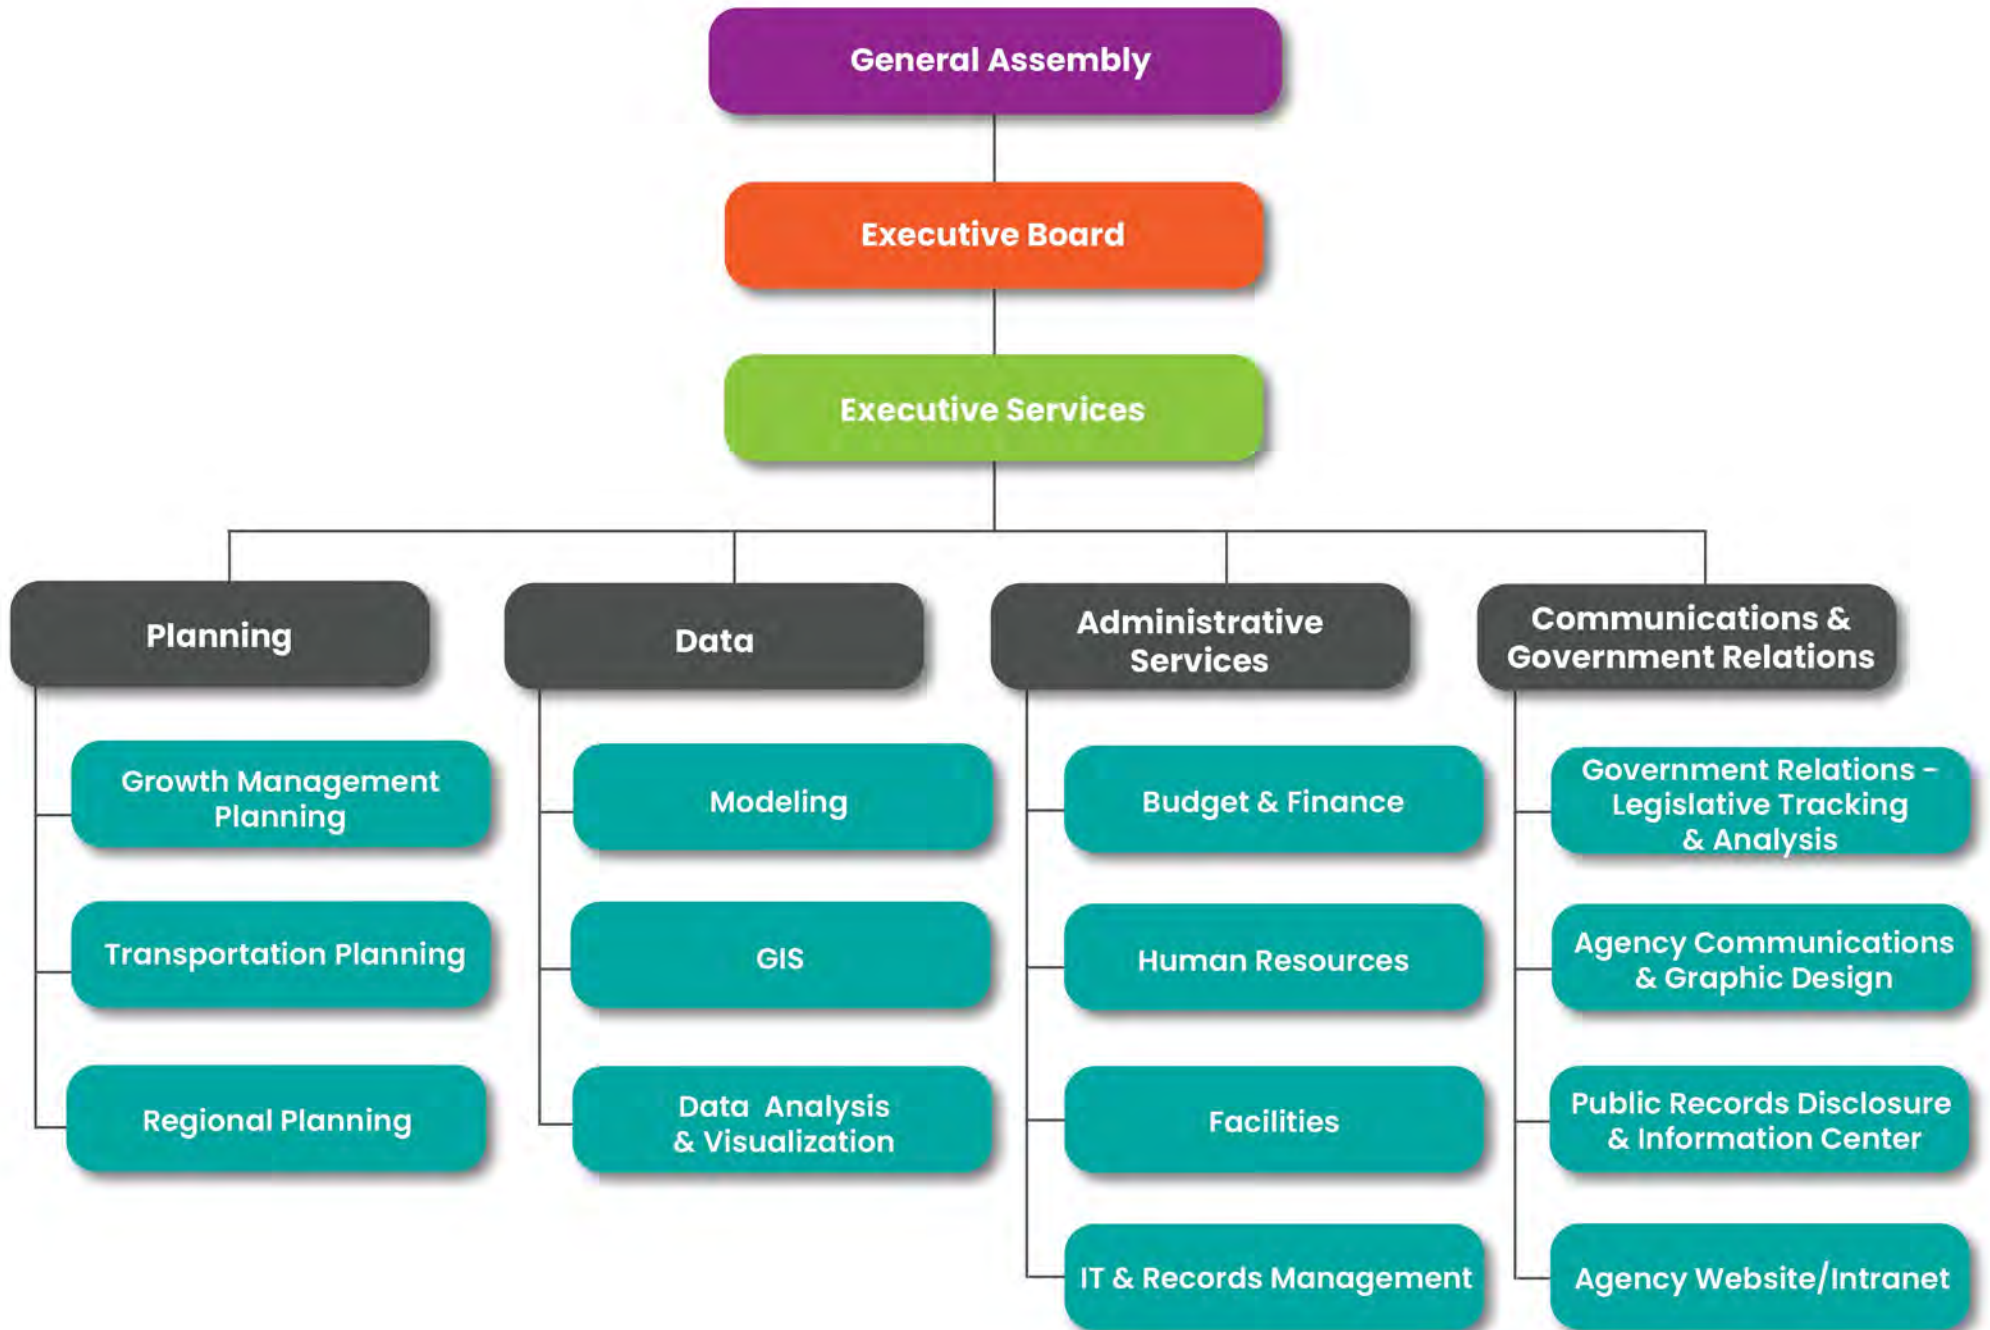 General Assembly
Executive Board
Executive Services
Planning
Growth Management
Planning
Transportation Planning
Regional Planning
Data
Modeling
GIS
Data Analysis
& Visualization
Administrative
Services
Budget & Finance
Human Resources
Facilities
IT & Records Management
Communications &
Government Relations
Government Relations -
Legislative Tracking
& Analysis
Agency Communications
& Graphic Design
Public Records Disclosure
& Information Center
Agency Website/Intranet